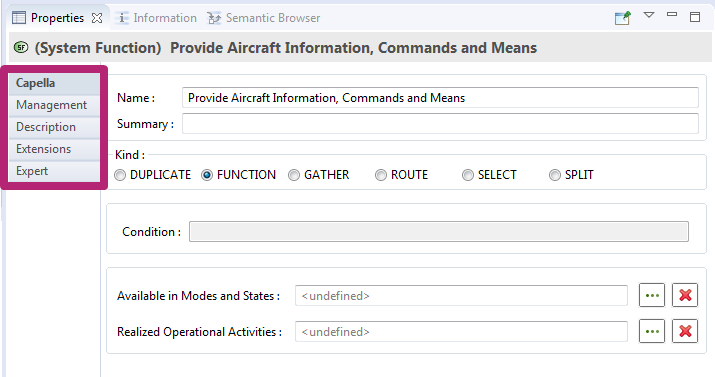 Properties Information Semantic Browser
SF (System Function) Provide Aircraft Information, Commands and Means
Capella
Management
Description
Extensions
Expert
Name : Provide Aircraft Information, Commands and Means
Summary :
Kind :
DUPLICATE FUNCTION GATHER ROUTE SELECT SPLIT
Condition :
Available in Modes and States : <undefined>
Realized Operational Activities : <undefined>